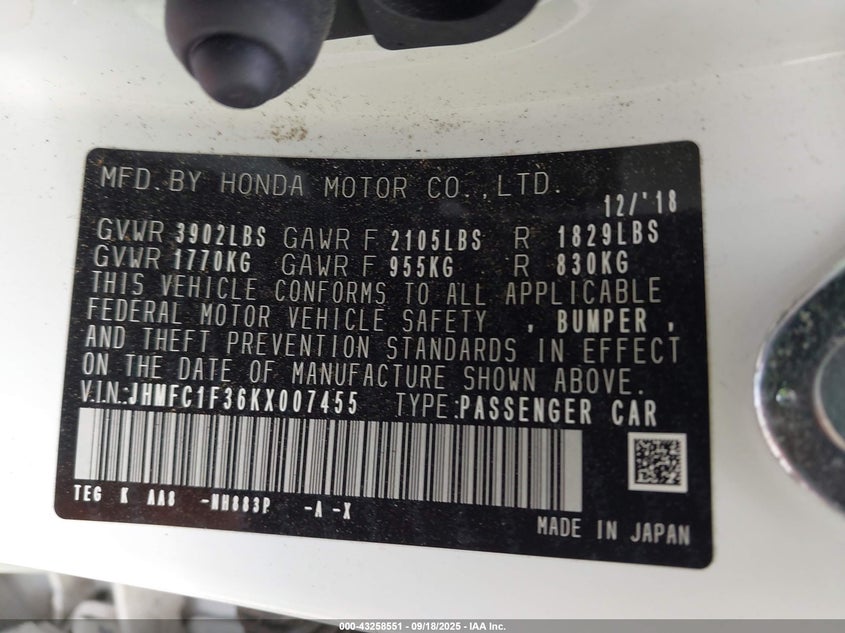 MFD.BY HONDA MOTOR CO.,LTD.
12/'18
GVWR 3902LBS GAWR F 2105LBS R 1829LBS
GVWR 1770KG GAWR F 955KG R 830KG
THIS VEHICLE CONFORMS TO ALL APPLICABLE
FEDERAL MOTOR VEHICLE SAFETY , BUMPER ,
AND THEFT PREVENTION STANDARDS IN EFFECT
ON THE DATE OF MANUFACTURE SHOWN ABOVE.
V.I.N:JHMFC1F36KX007455 TYPE:PASSENGER CAR
TEG K AA8 -NH883P -A -X
MADE IN JAPAN
000-43258551 - 09/18/2025 - IAA Inc.